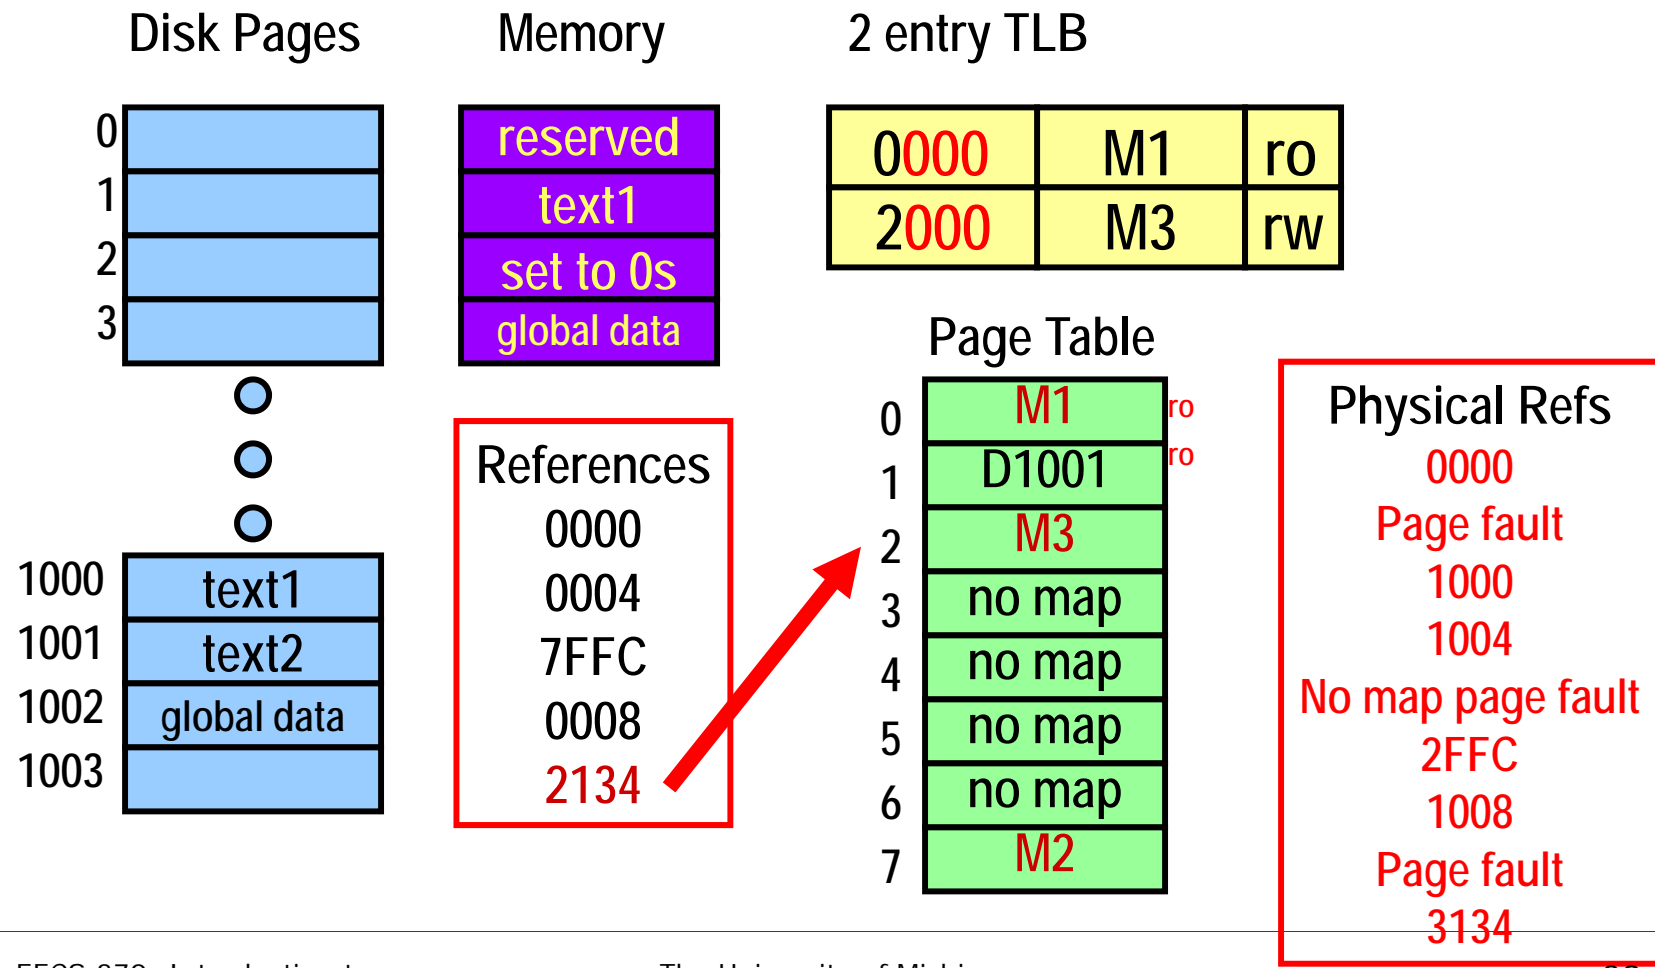 Disk Pages
Memory
2 entry TLB
0
1
2
3
1000 text1
1001 text2
1002 global data
1003
reserved
text1
set to 0s
global data
0000 M1 ro
2000 M3 rw
References
0000
0004
7FFC
0008
2134
Page Table
0 M1 ro
1 D1001 ro
2 M3
3 no map
4 no map
5 no map
6 no map
7 M2
Physical Refs
0000
Page fault
1000
1004
No map page fault
2FFC
1008
Page fault
3134